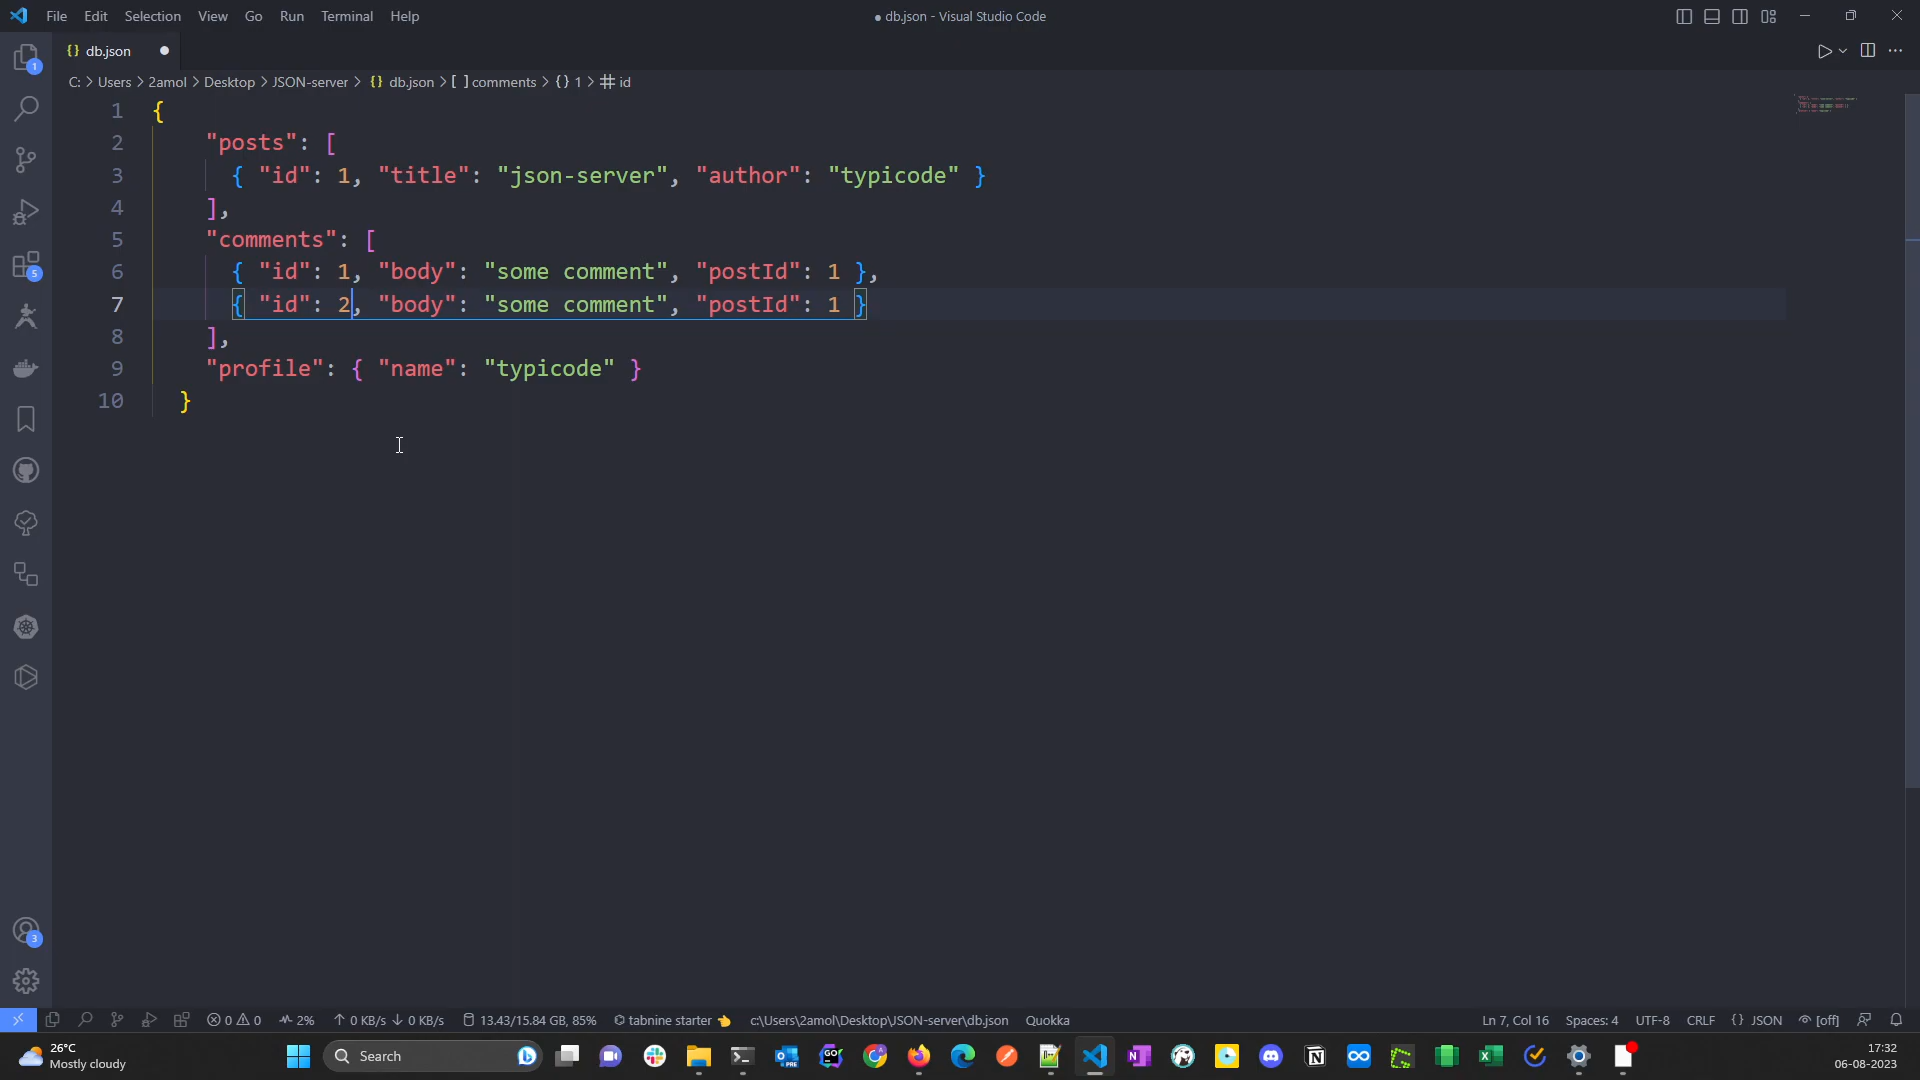 File Edit Selection View Go Run Terminal Help
● db.json - Visual Studio Code
{} db.json ●
C: > Users > 2amol > Desktop > JSON-server > {} db.json > [ ] comments > {} 1 > # id
1 {
2 "posts": [
3 { "id": 1, "title": "json-server", "author": "typicode" }
4 ],
5 "comments": [
6 { "id": 1, "body": "some comment", "postId": 1 },
7 { "id": 2, "body": "some comment", "postId": 1 }
8 ],
9 "profile": { "name": "typicode" }
10 }
1
5
3
0 0 2% ↑ 0 KB/s ↓ 0 KB/s 13.43/15.84 GB, 85% tabnine starter 👈 c:\Users\2amol\Desktop\JSON-server\db.json Quokka Ln 7, Col 16 Spaces: 4 UTF-8 CRLF {} JSON [off]
26°C
Mostly cloudy
Search
GO
PRE
17:32
06-08-2023